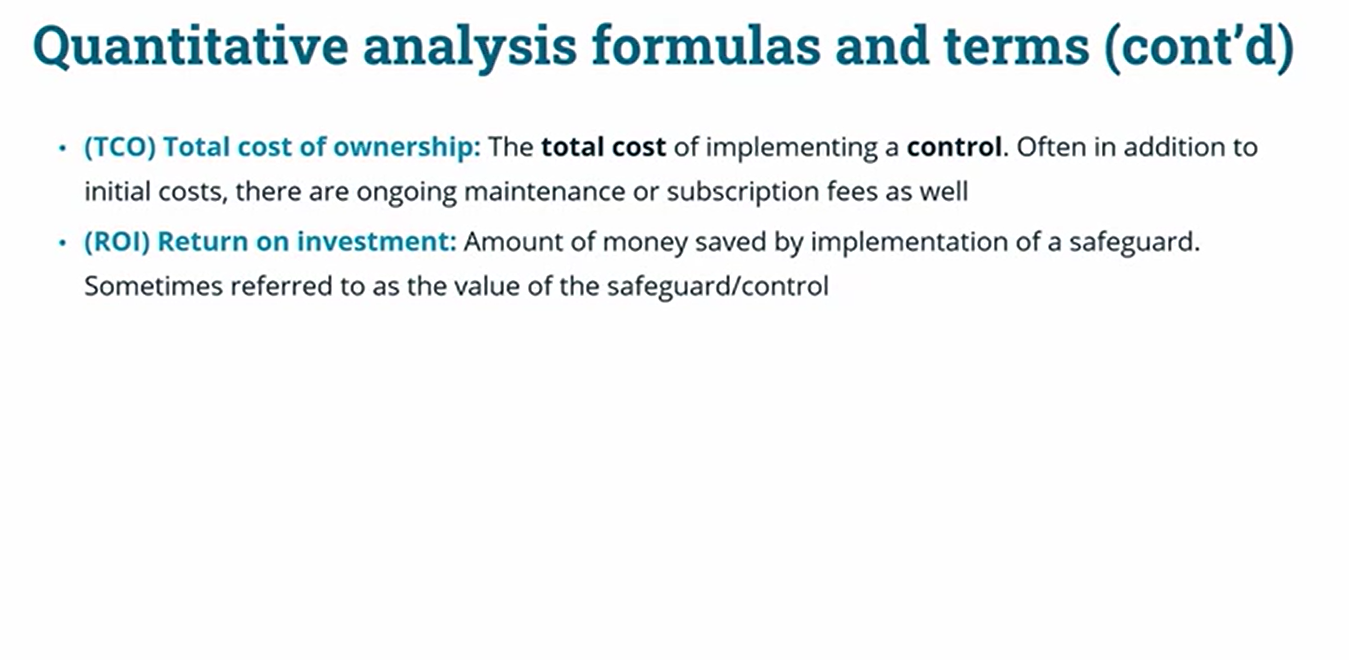 Quantitative analysis formulas and terms (cont’d)
• (TCO) Total cost of ownership: The total cost of implementing a control. Often in addition to
initial costs, there are ongoing maintenance or subscription fees as well
• (ROI) Return on investment: Amount of money saved by implementation of a safeguard.
Sometimes referred to as the value of the safeguard/control